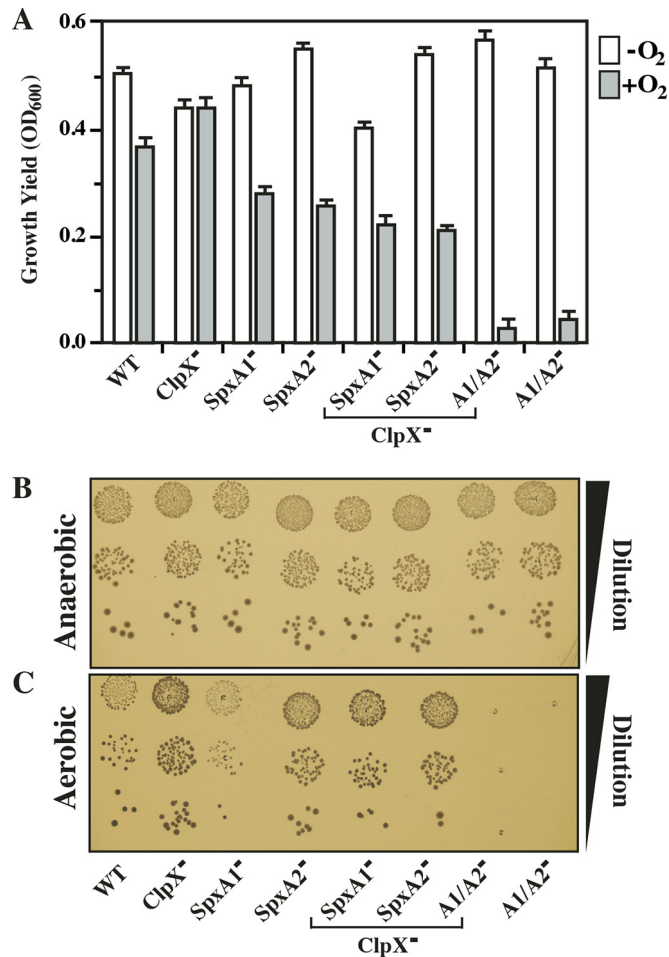 A
0.6
0.4
0.2
0.0
Growth Yield (OD600)
-O2
+O2
WT
ClpX-
SpxA1-
SpxA2-
SpxA1-
SpxA2-
A1/A2-
A1/A2-
ClpX-
B
Anaerobic
Dilution
C
Aerobic
Dilution
WT
ClpX-
SpxA1-
SpxA2-
SpxA1-
SpxA2-
A1/A2-
A1/A2-
ClpX-